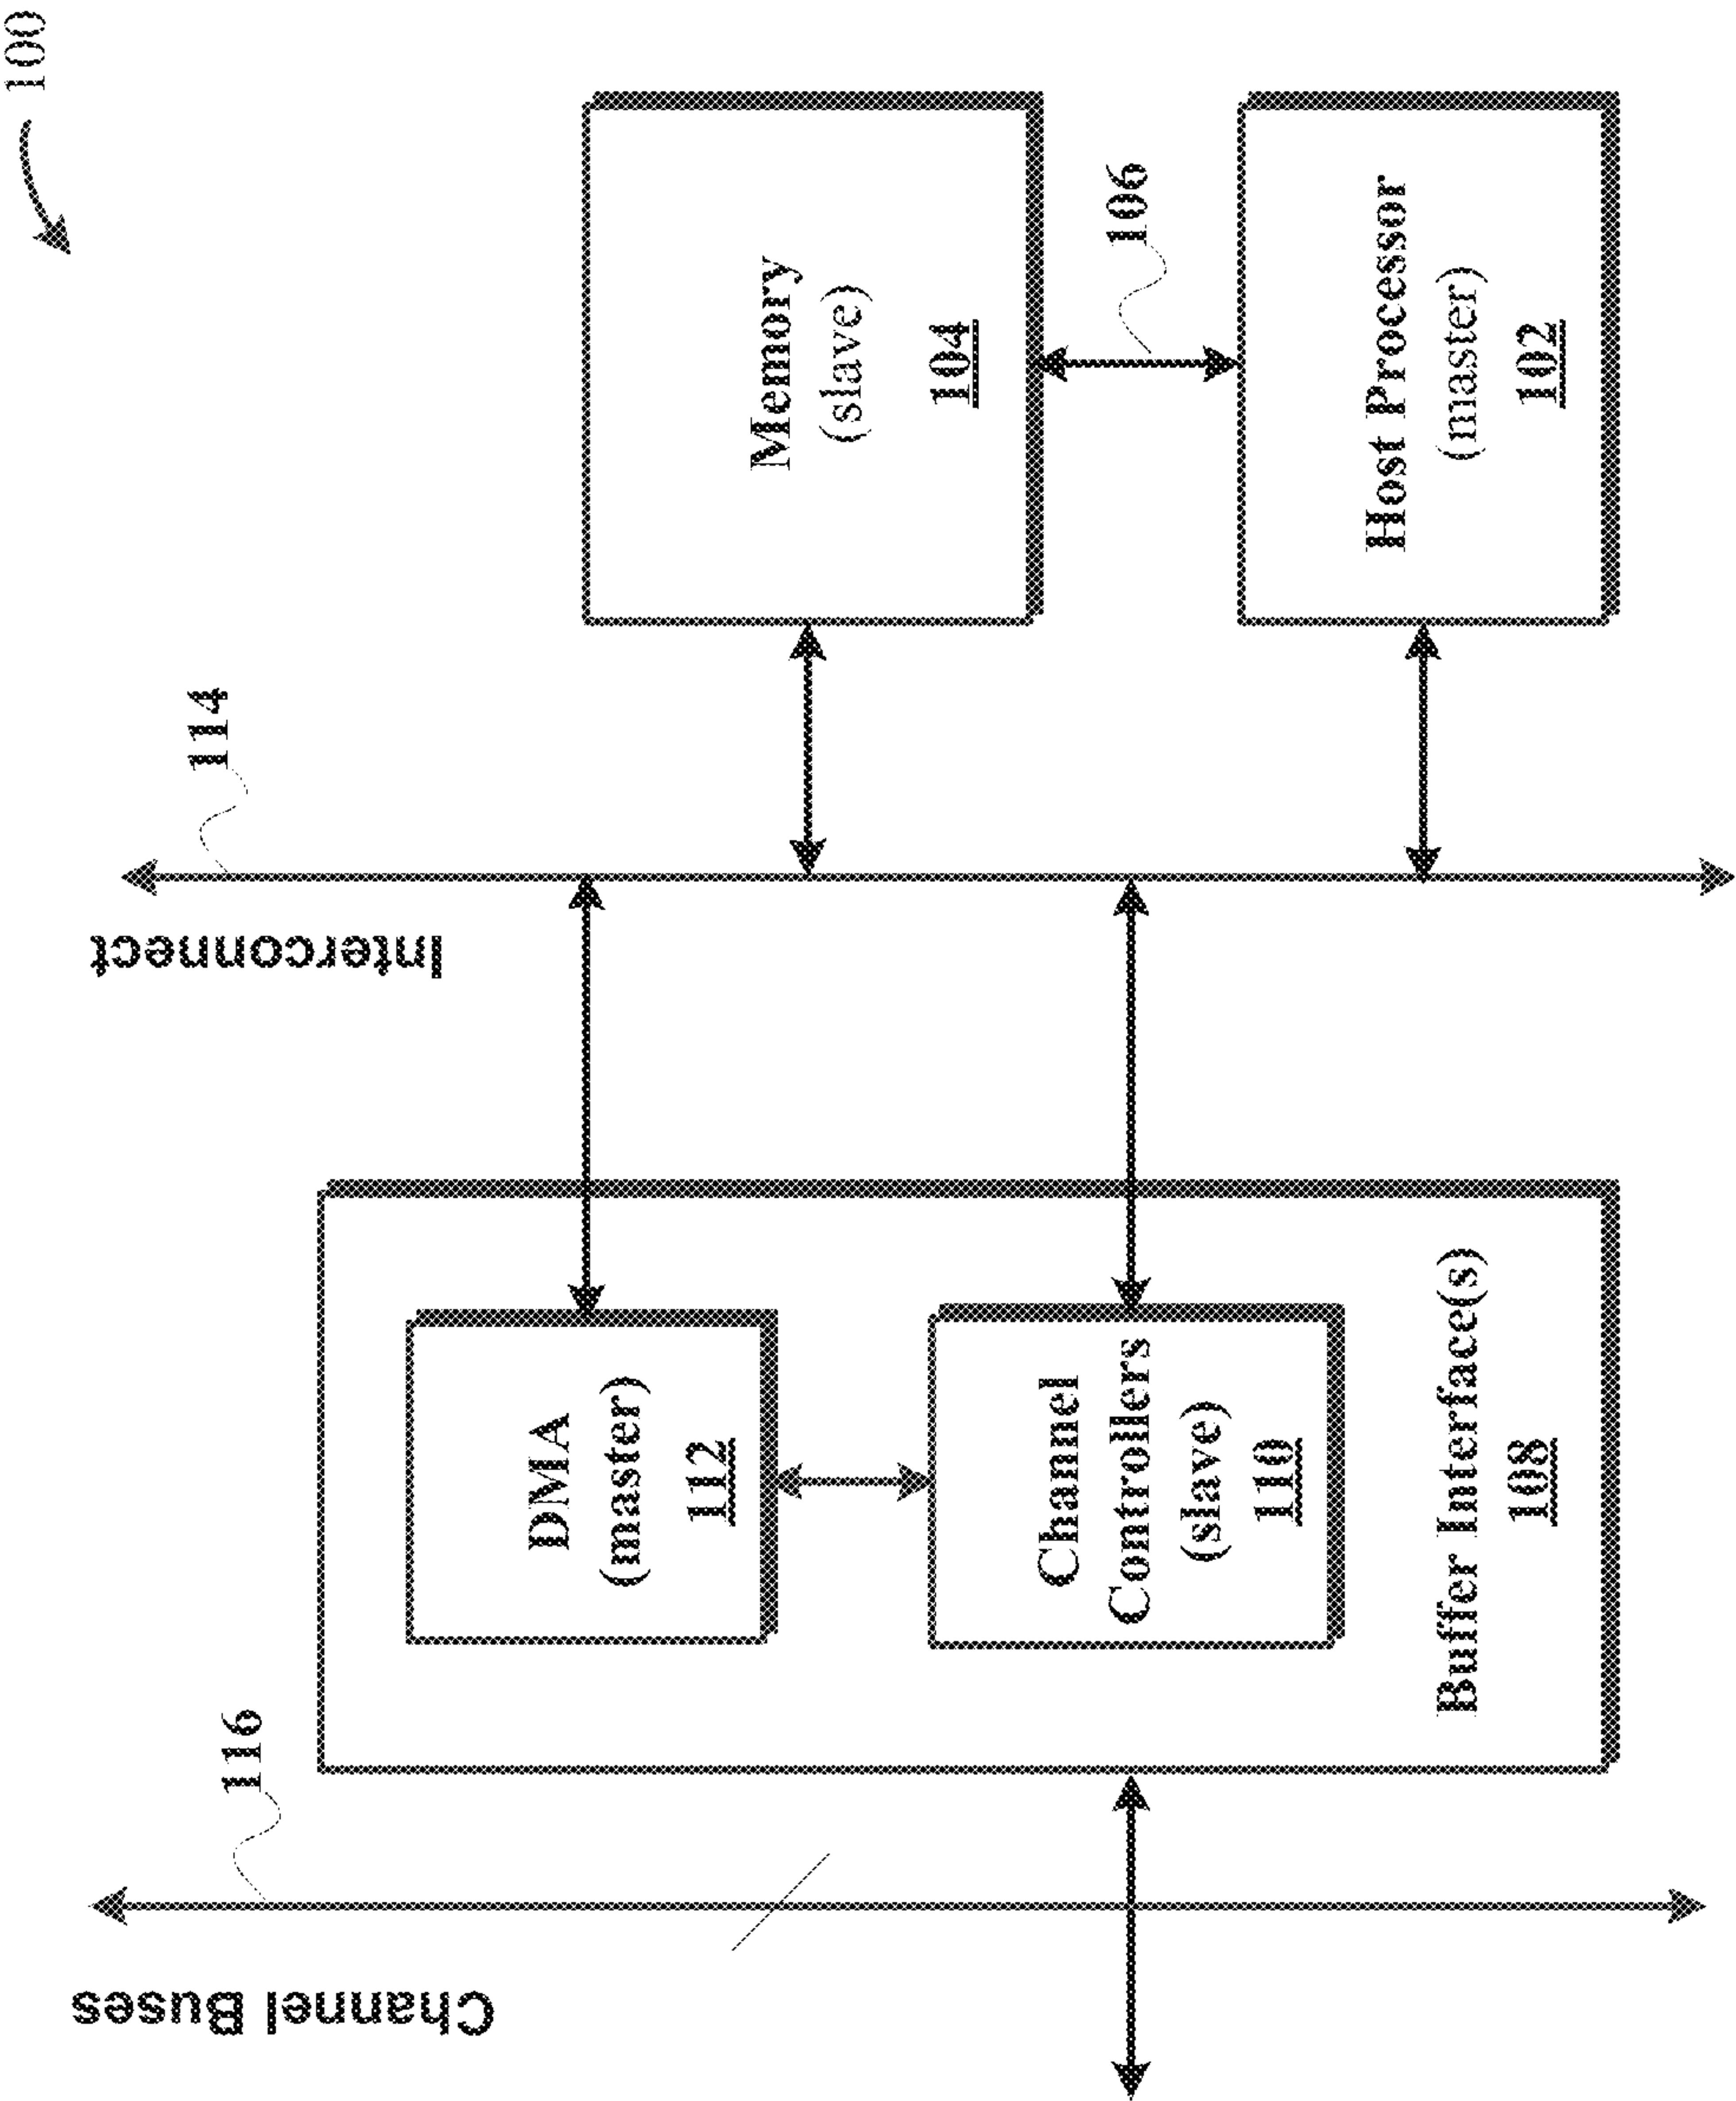 100
Memory
(slave)
104
106
Host Processor
(master)
102
114
Interconnect
DMA
(master)
112
Channel
Controllers
(slave)
110
Buffer Interface(s)
108
116
Channel Buses